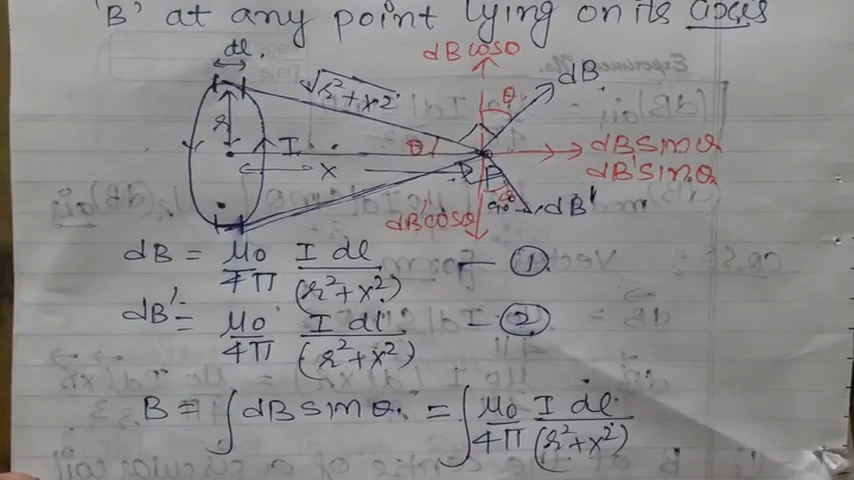 'B' at any point lying on its axis
dl.
dB cosθ
√r²+x²
dB
θ
r
I
θ
dB sinθ
x
dB' sinθ
θ
90°
dB'
dB' cosθ
dB = μ₀/4π I dl/(r²+x²) — ①
dB' = μ₀/4π I dl/(r²+x²) — ②
B = ∫dB sinθ. = ∫μ₀/4π I dl/(r²+x²)